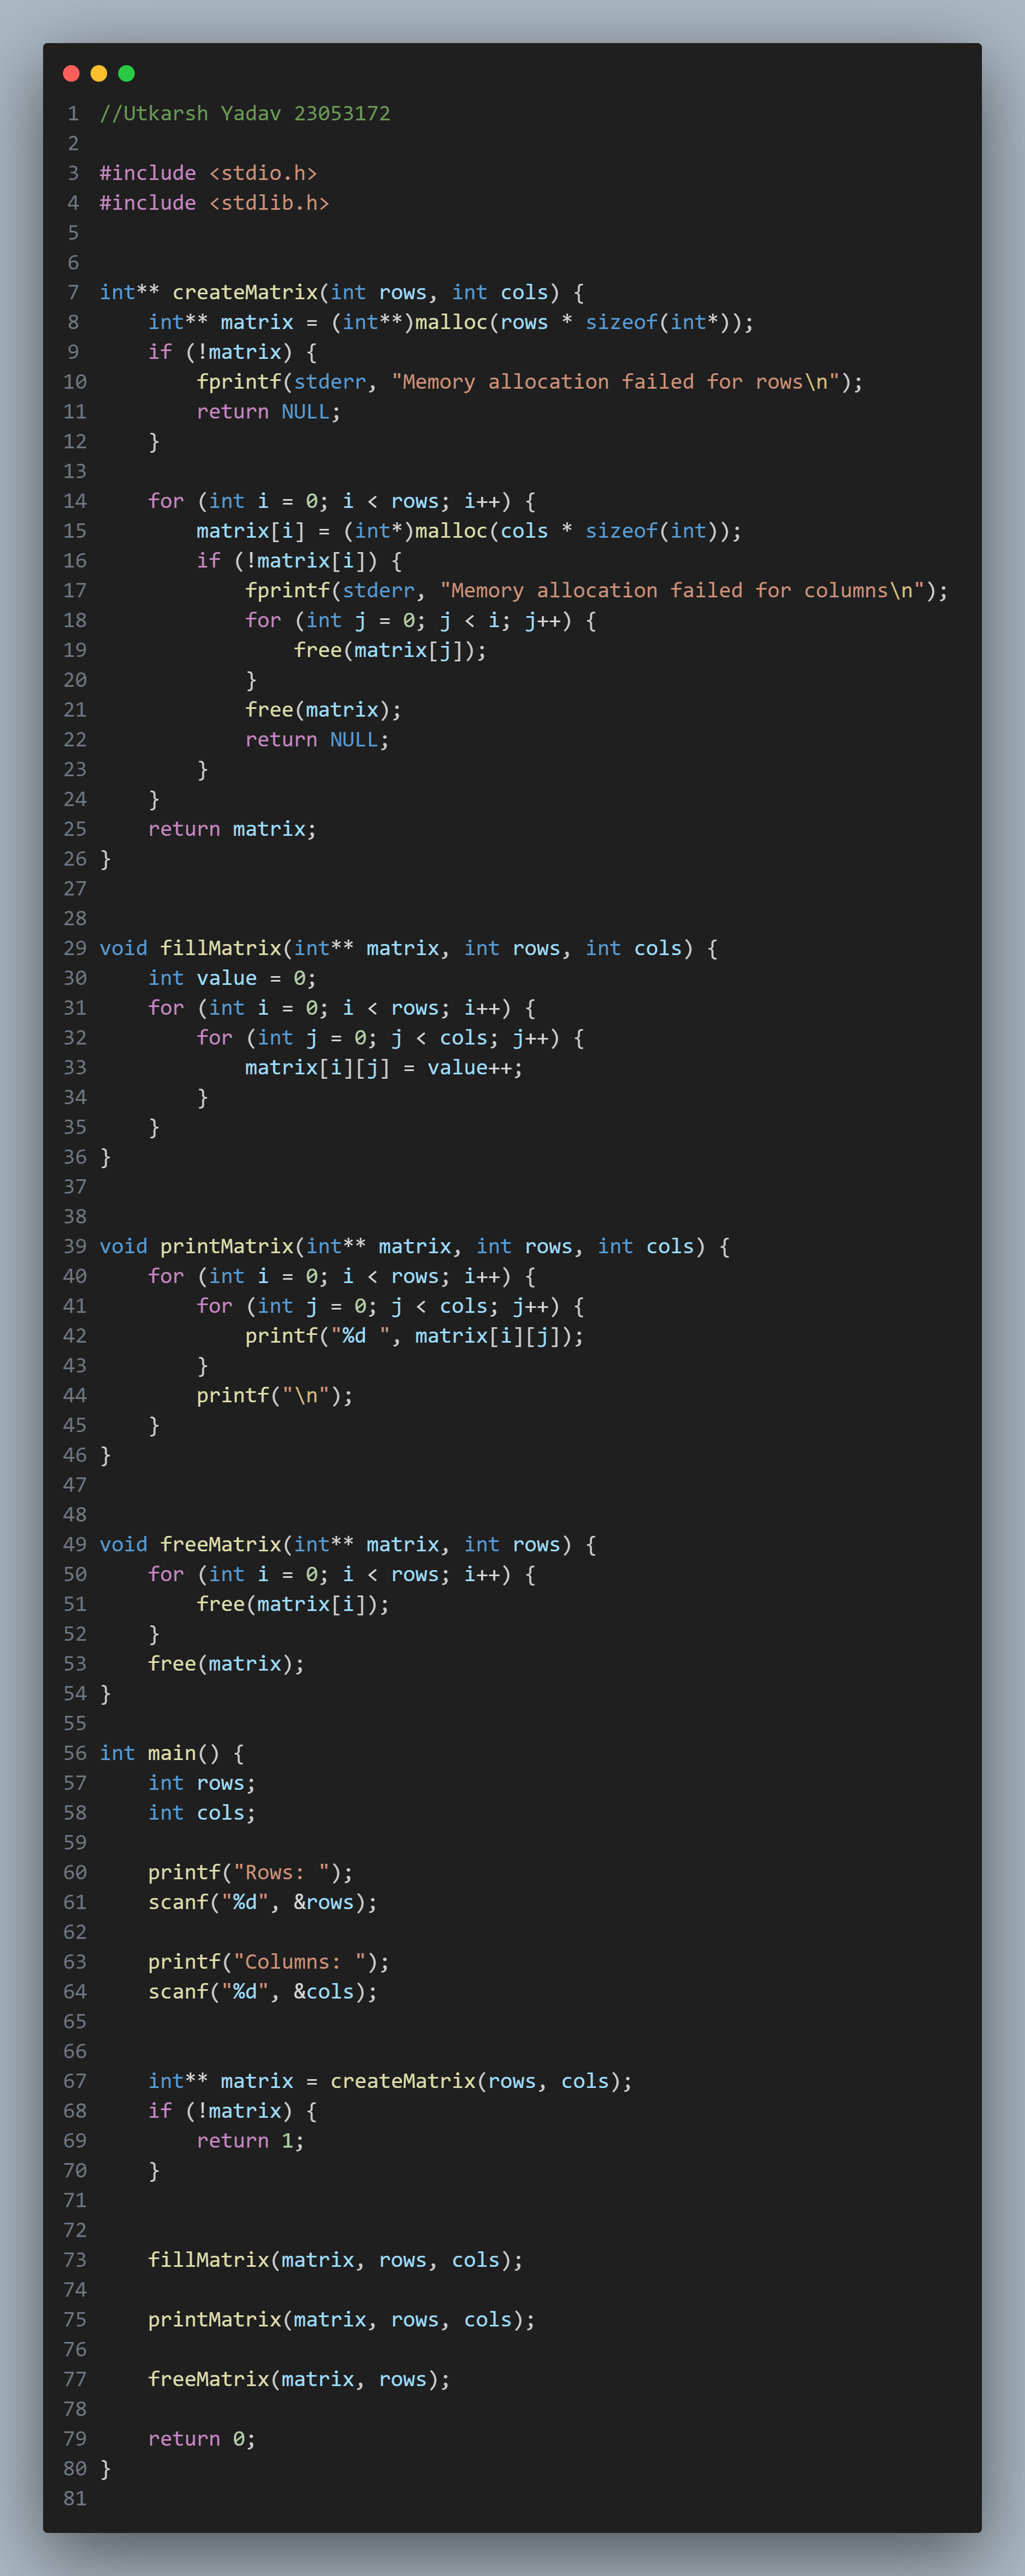 1 //Utkarsh Yadav 23053172
2
3 #include <stdio.h>
4 #include <stdlib.h>
5
6
7 int** createMatrix(int rows, int cols) {
8     int** matrix = (int**)malloc(rows * sizeof(int*));
9     if (!matrix) {
10         fprintf(stderr, "Memory allocation failed for rows\n");
11         return NULL;
12     }
13
14     for (int i = 0; i < rows; i++) {
15         matrix[i] = (int*)malloc(cols * sizeof(int));
16         if (!matrix[i]) {
17             fprintf(stderr, "Memory allocation failed for columns\n");
18             for (int j = 0; j < i; j++) {
19                 free(matrix[j]);
20             }
21             free(matrix);
22             return NULL;
23         }
24     }
25     return matrix;
26 }
27
28
29 void fillMatrix(int** matrix, int rows, int cols) {
30     int value = 0;
31     for (int i = 0; i < rows; i++) {
32         for (int j = 0; j < cols; j++) {
33             matrix[i][j] = value++;
34         }
35     }
36 }
37
38
39 void printMatrix(int** matrix, int rows, int cols) {
40     for (int i = 0; i < rows; i++) {
41         for (int j = 0; j < cols; j++) {
42             printf("%d ", matrix[i][j]);
43         }
44         printf("\n");
45     }
46 }
47
48
49 void freeMatrix(int** matrix, int rows) {
50     for (int i = 0; i < rows; i++) {
51         free(matrix[i]);
52     }
53     free(matrix);
54 }
55
56 int main() {
57     int rows;
58     int cols;
59
60     printf("Rows: ");
61     scanf("%d", &rows);
62
63     printf("Columns: ");
64     scanf("%d", &cols);
65
66
67     int** matrix = createMatrix(rows, cols);
68     if (!matrix) {
69         return 1;
70     }
71
72
73     fillMatrix(matrix, rows, cols);
74
75     printMatrix(matrix, rows, cols);
76
77     freeMatrix(matrix, rows);
78
79     return 0;
80 }
81